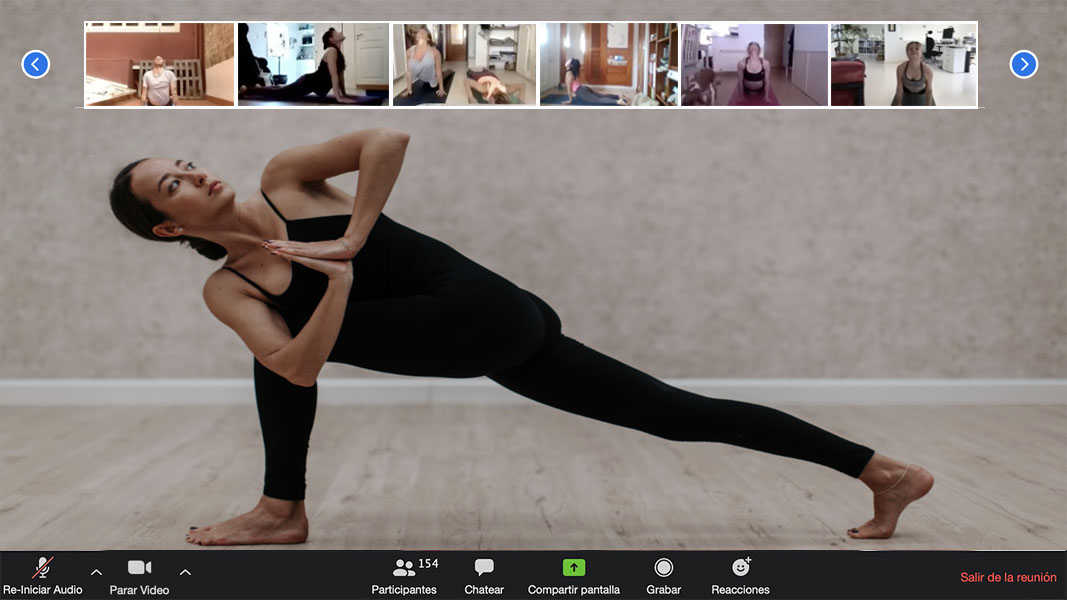 154
Re-Iniciar Audio
Parar Video
Participantes
Chatear
Compartir pantalla
Grabar
Reacciones
Salir de la reunión